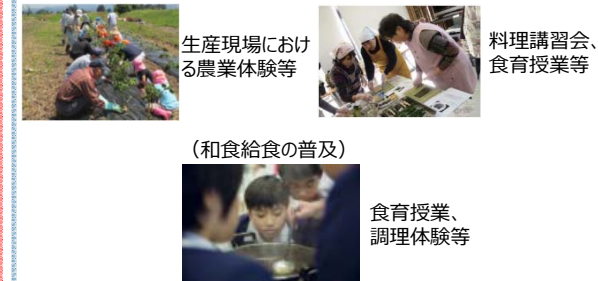 生産現場におけ
る農業体験等
料理講習会、
食育授業等
（和食給食の普及）
食育授業、
調理体験等